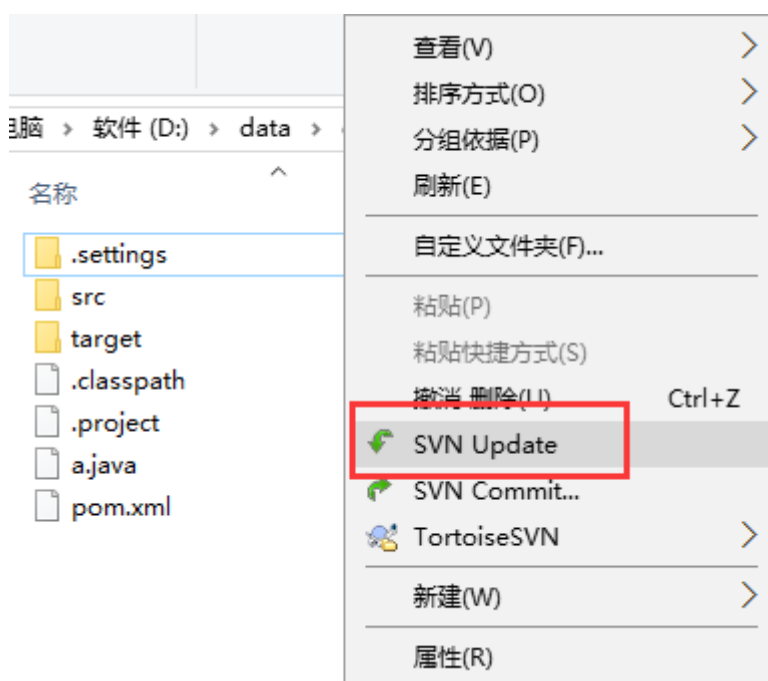 电脑 > 软件 (D:) > data >
名称
.settings
src
target
.classpath
.project
a.java
pom.xml
查看(V)
排序方式(O)
分组依据(P)
刷新(E)
自定义文件夹(F)...
粘贴(P)
粘贴快捷方式(S)
撤消 删除(U) Ctrl+Z
SVN Update
SVN Commit...
TortoiseSVN
新建(W)
属性(R)